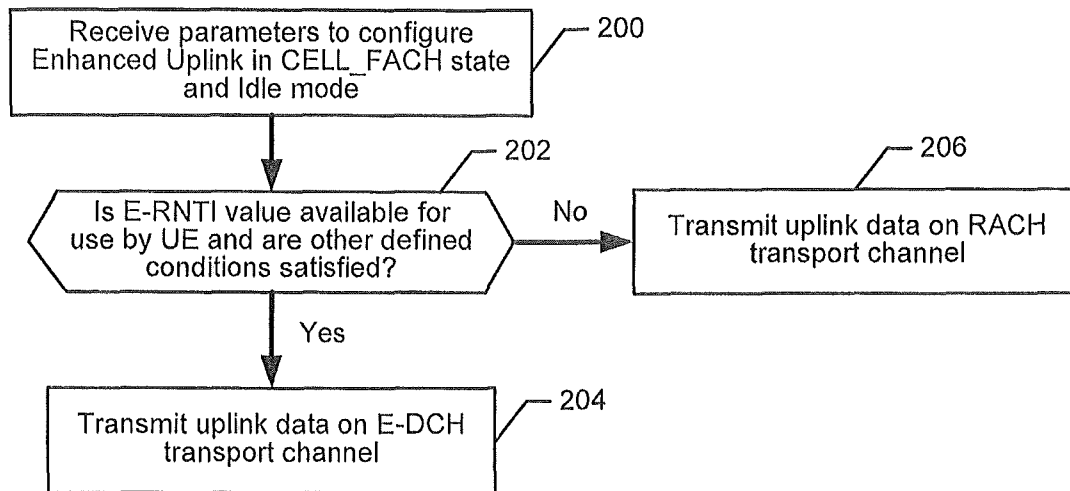 Receive parameters to configure
Enhanced Uplink in CELL_FACH state
and Idle mode
200
202
Is E-RNTI value available for
use by UE and are other defined
conditions satisfied?
No
206
Transmit uplink data on RACH
transport channel
Yes
204
Transmit uplink data on E-DCH
transport channel